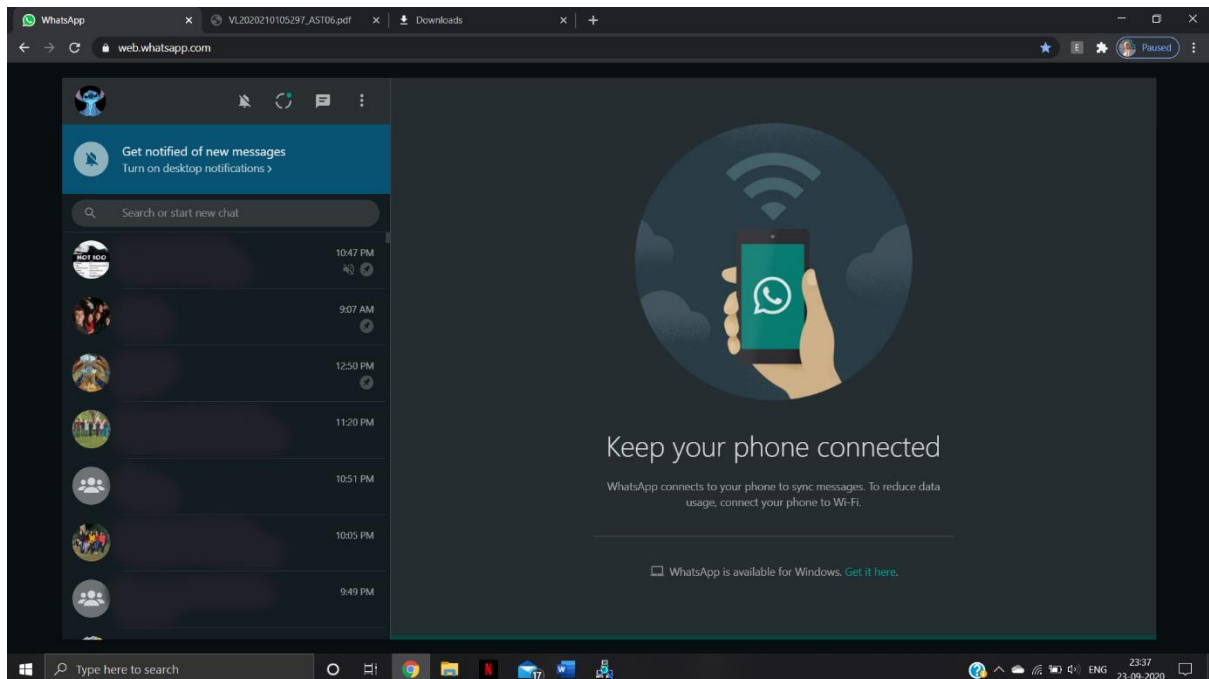 WhatsApp
VL2020210105297_AST06.pdf
Downloads
web.whatsapp.com
E
Paused
Get notified of new messages
Turn on desktop notifications >
Search or start new chat
HOT 100
10:47 PM
9:07 AM
12:50 PM
11:20 PM
10:51 PM
10:05 PM
9:49 PM
Keep your phone connected
WhatsApp connects to your phone to sync messages. To reduce data
usage, connect your phone to Wi-Fi.
WhatsApp is available for Windows. Get it here.
Type here to search
N
17
W
ENG
23:37
23-09-2020